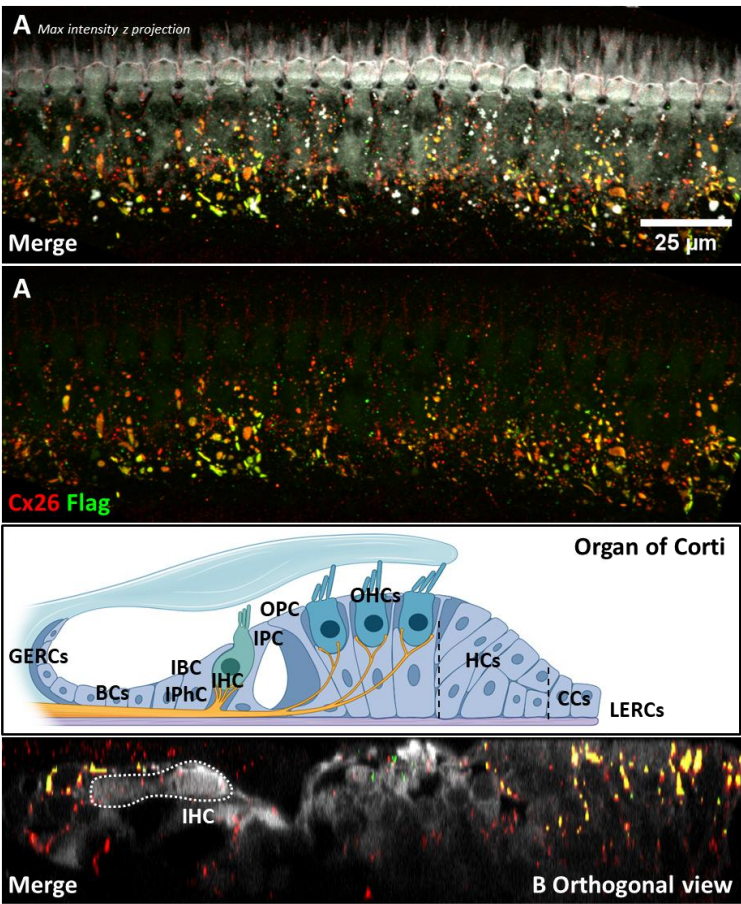 A Max intensity z projection
Merge
25 µm
A
Cx26 Flag
Organ of Corti
OHCs
OPC
IPC
GERCs
HCs
IBC
IHC
BCs
IPhC
CCs
LERCs
IHC
Merge
B Orthogonal view